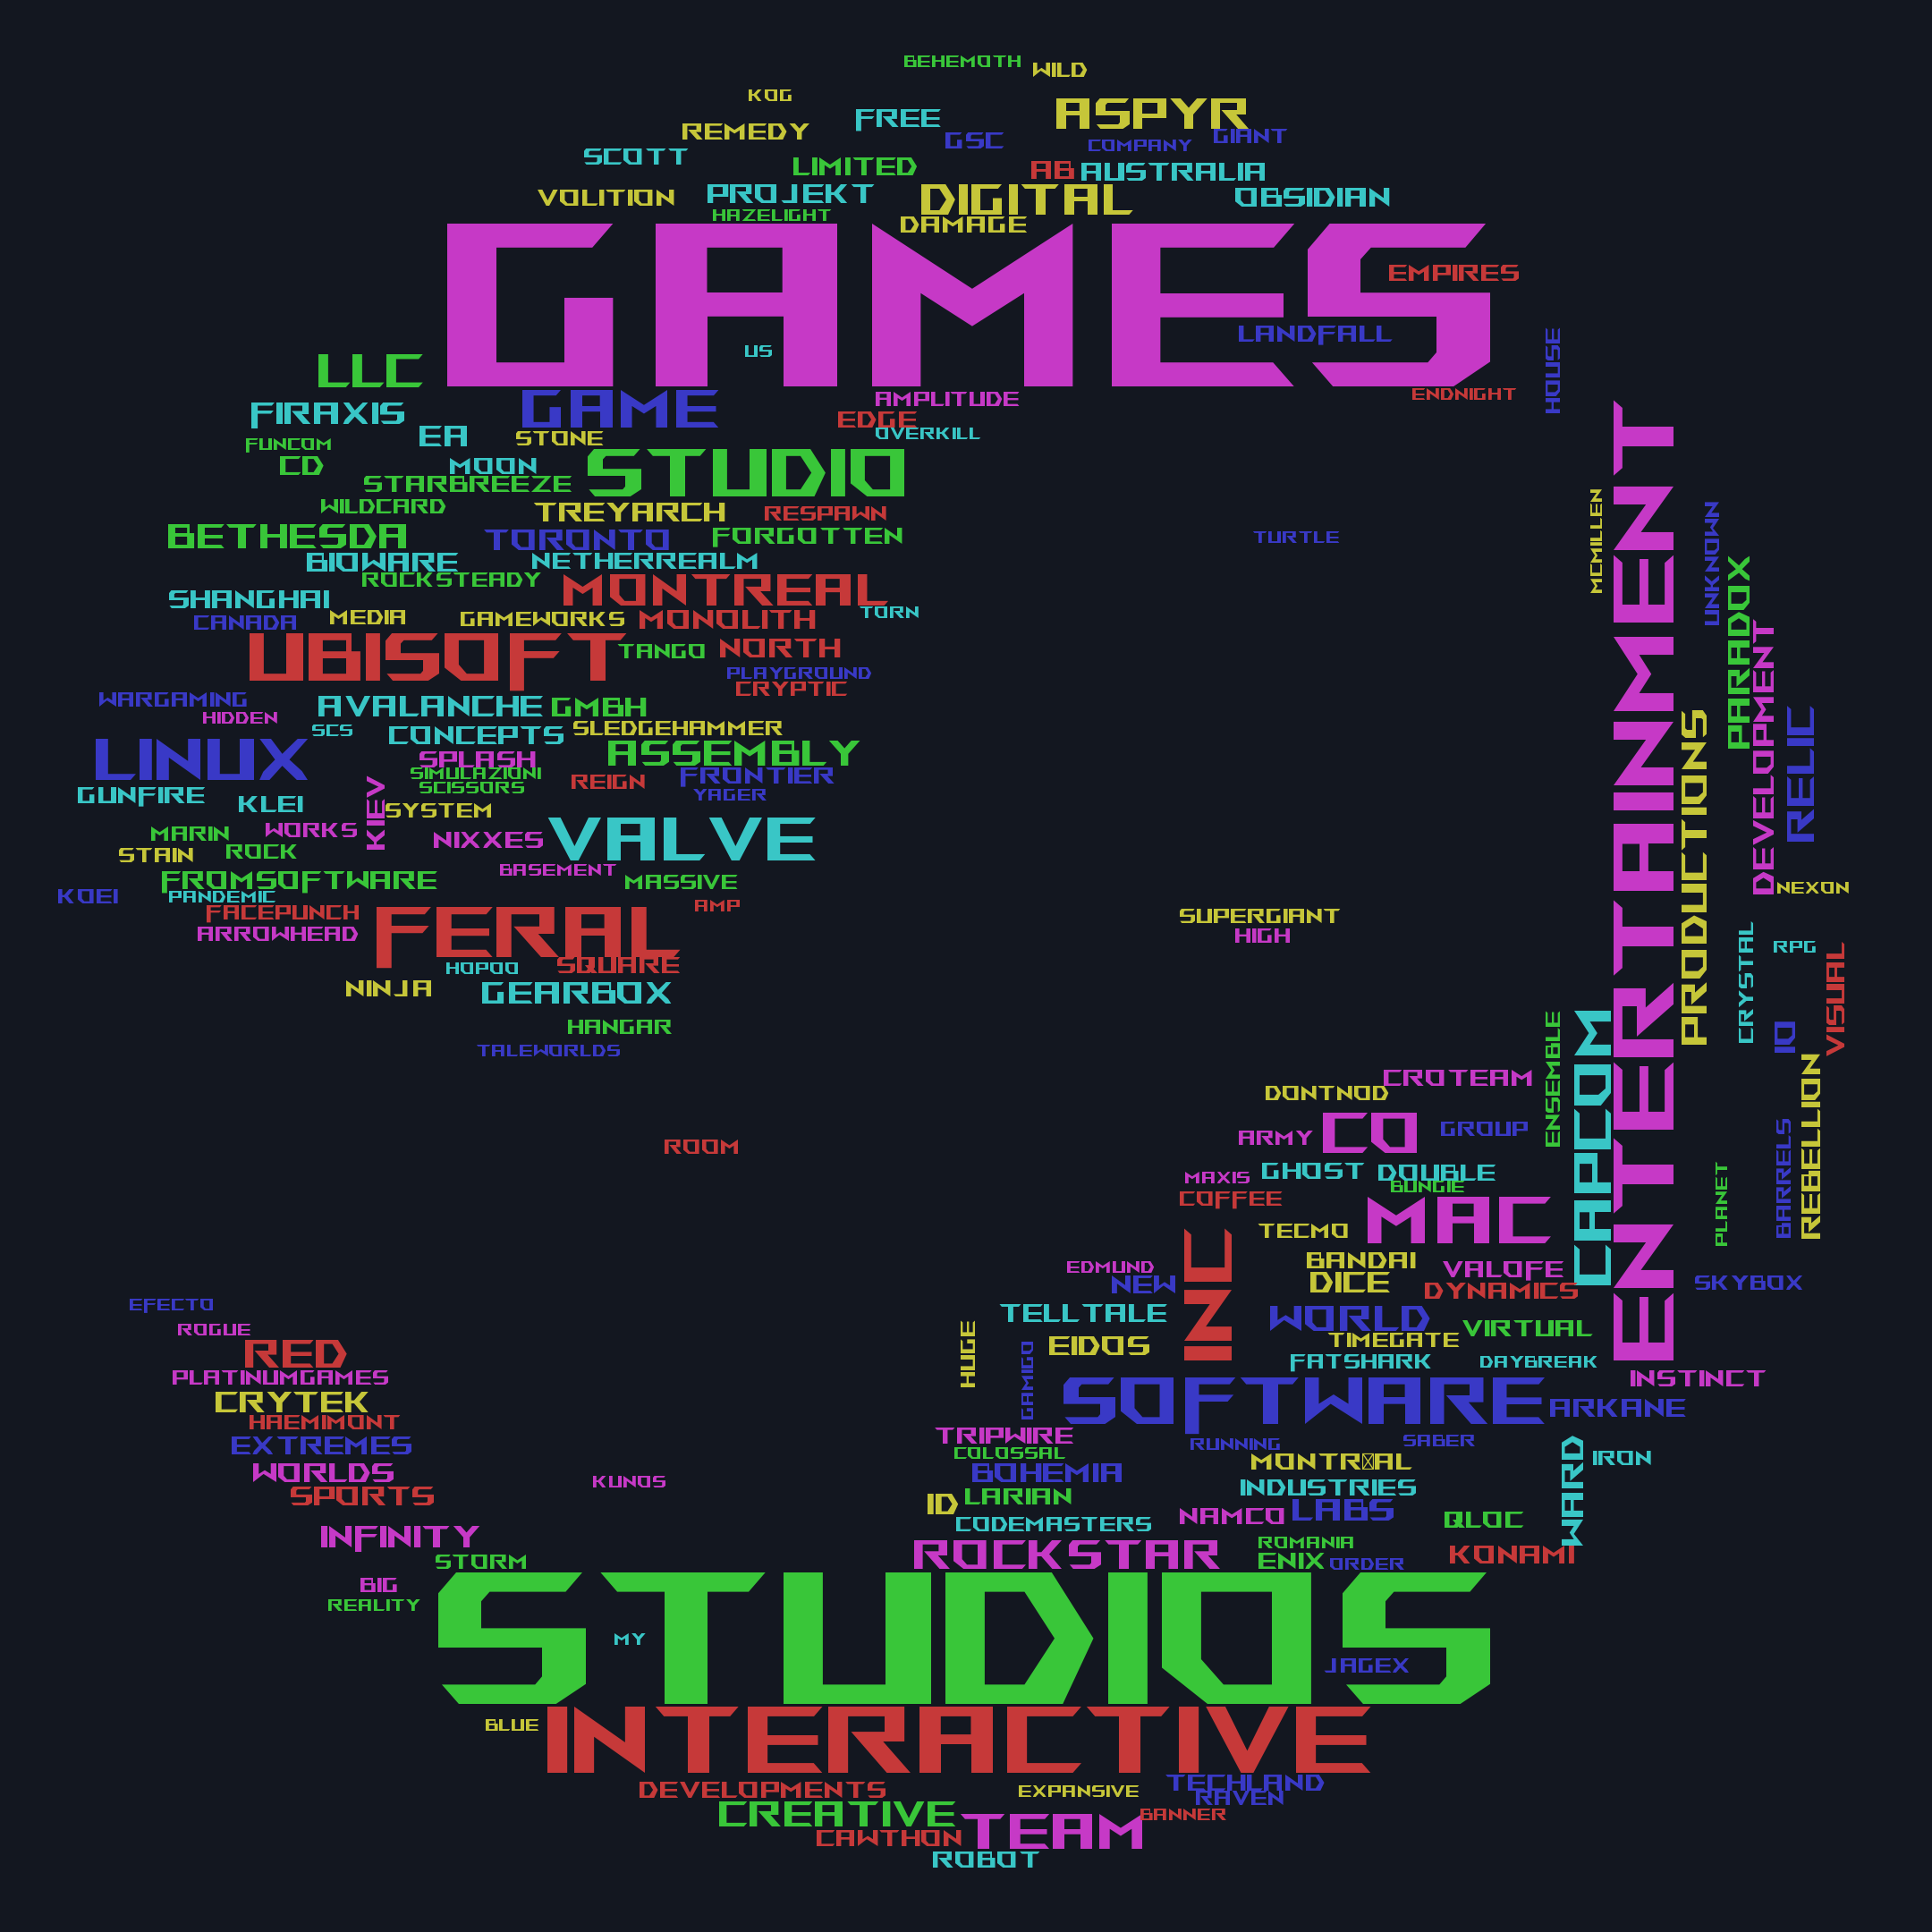 BEHEMOTH
WILD
KOG
ASPYR
FREE
REMEDY
GSC
GIANT
COMPANY
SCOTT
LIMITED
AB
AUSTRALIA
VOLITION
PROJEKT
DIGITAL
OBSIDIAN
HAZELIGHT
DAMAGE
GAMES
EMPIRES
LANDFALL
US
HOUSE
LLC
ENDNIGHT
GAME
AMPLITUDE
FIRAXIS
EDGE
EA
STONE
OVERKILL
FUNCOM
CD
MOON
STUDIO
STARBREEZE
WILDCARD
TREYARCH
RESPAWN
MCMILLEN
UNKNOWN
BETHESDA
TORONTO
FORGOTTEN
TURTLE
BIOWARE
NETHERREALM
ROCKSTEADY
MONTREAL
SHANGHAI
MEDIA
GAMEWORKS
MONOLITH
TORN
CANADA
UBISOFT
TANGO
NORTH
PLAYGROUND
CRYPTIC
WARGAMING
AVALANCHE
GMBH
HIDDEN
SCS
CONCEPTS
SLEDGEHAMMER
LINUX
ASSEMBLY
SPLASH
SIMULAZIONI
SCISSORS
REIGN
FRONTIER
YAGER
GUNFIRE
KLEI
KIEV
SYSTEM
MARIN
WORKS
NIXXES
VALVE
STAIN
ROCK
BASEMENT
FROMSOFTWARE
MASSIVE
KOEI
PANDEMIC
FACEPUNCH
AMP
ARROWHEAD
FERAL
HOPOO
SQUARE
NINJA
GEARBOX
HANGAR
TALEWORLDS
ENTERTAINMENT
PARADOX
DEVELOPMENT
PRODUCTIONS
RELIC
NEXON
SUPERGIANT
HIGH
CRYSTAL
RPG
VISUAL
IO
ENSEMBLE
CAPCOM
REBELLION
BARRELS
PLANET
CROTEAM
DONTNOD
CO
GROUP
ARMY
ROOM
GHOST
DOUBLE
MAXIS
BUNGIE
COFFEE
MAC
TECMO
INC
EDMUND
NEW
BANDAI
VALOFE
DICE
DYNAMICS
SKYBOX
TELLTALE
WORLD
VIRTUAL
EIDOS
TIMEGATE
HUGE
GAMIGO
FATSHARK
DAYBREAK
INSTINCT
EFECTO
ROGUE
RED
PLATINUMGAMES
CRYTEK
HAEMIMONT
EXTREMES
WORLDS
SPORTS
KUNOS
INFINITY
STORM
BIG
REALITY
SOFTWARE
ARKANE
TRIPWIRE
RUNNING
SABER
COLOSSAL
MONTR▯AL
IRON
WARD
BOHEMIA
INDUSTRIES
ID
LARIAN
NAMCO
LABS
QLOC
CODEMASTERS
ROCKSTAR
ROMANIA
ENIX
ORDER
KONAMI
STUDIOS
MY
JAGEX
BLUE
INTERACTIVE
DEVELOPMENTS
EXPANSIVE
TECHLAND
RAVEN
CREATIVE
TEAM
BANNER
CAWTHON
ROBOT